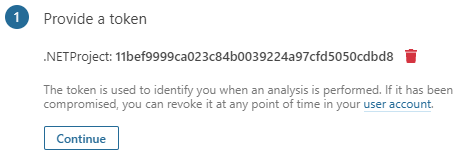 1 Provide a token
.NETProject: 11bef9999ca023c84b0039224a97cfd5050cdbd8
The token is used to identify you when an analysis is performed. If it has been
compromised, you can revoke it at any point of time in your user account.
Continue